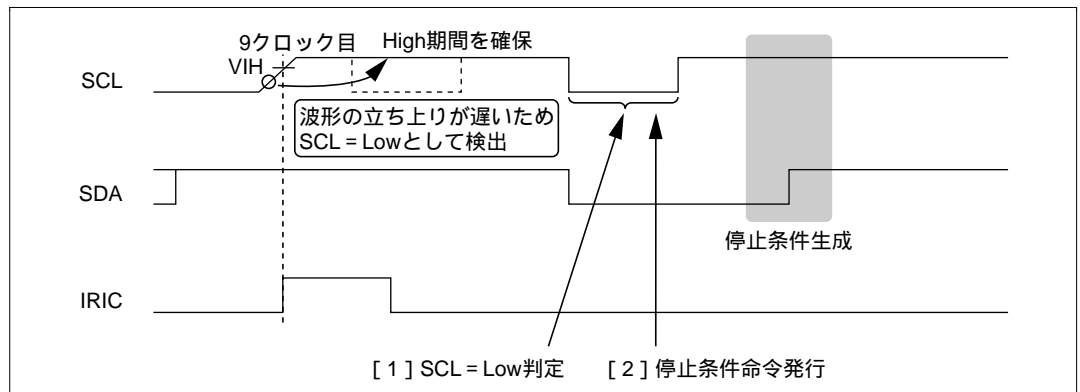 9クロック目
High期間を確保
VIH
SCL
波形の立ち上りが遅いため
SCL = Lowとして検出
SDA
停止条件生成
IRIC
[ 1 ] SCL = Low判定
[ 2 ] 停止条件命令発行